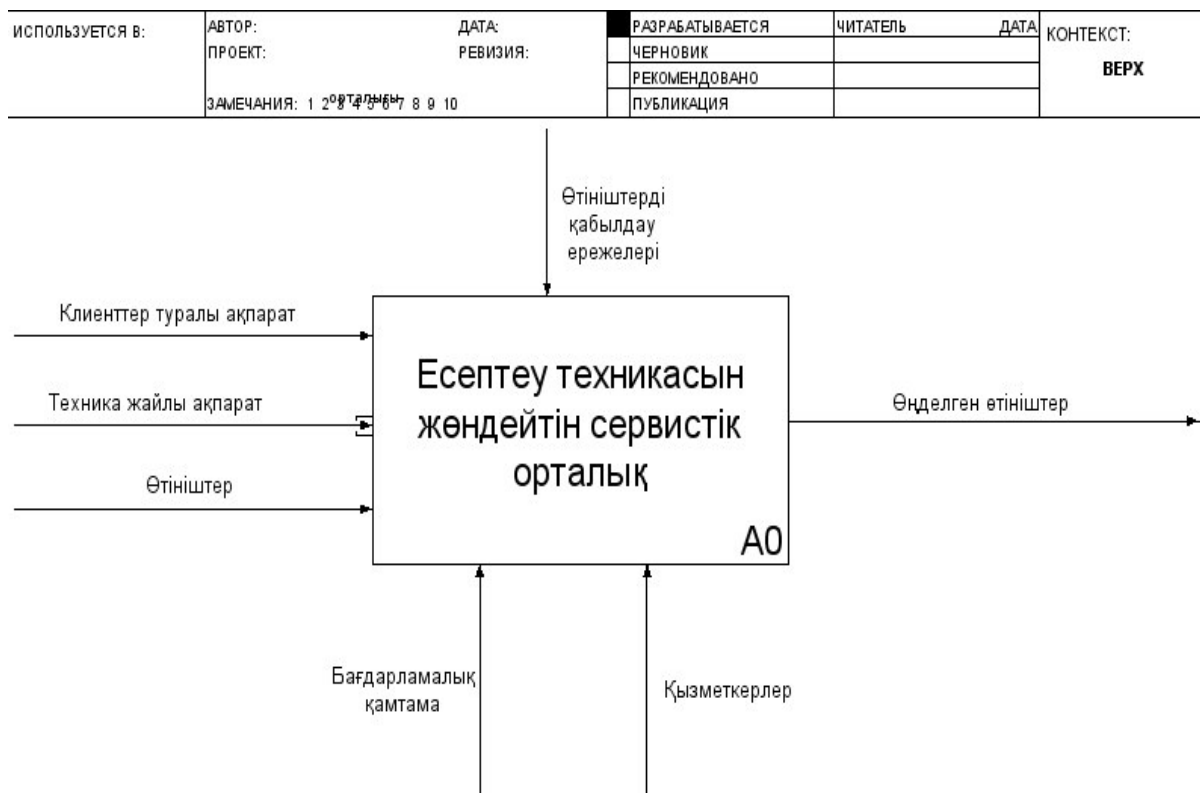 ИСПОЛЬЗУЕТСЯ В:
АВТОР:
ДАТА:
ПРОЕКТ:
РЕВИЗИЯ:
орталығы
ЗАМЕЧАНИЯ: 1 2 3 4 5 6 7 8 9 10
РАЗРАБАТЫВАЕТСЯ
ЧЕРНОВИК
РЕКОМЕНДОВАНО
ПУБЛИКАЦИЯ
ЧИТАТЕЛЬ
ДАТА
КОНТЕКСТ:
ВЕРХ
Өтініштерді
қабылдау
ережелері
Клиенттер туралы ақпарат
Техника жайлы ақпарат
Өтініштер
Есептеу техникасын
жөндейтін сервистік
орталық
A0
Өңделген өтініштер
Бағдарламалық
қамтама
Қызметкерлер